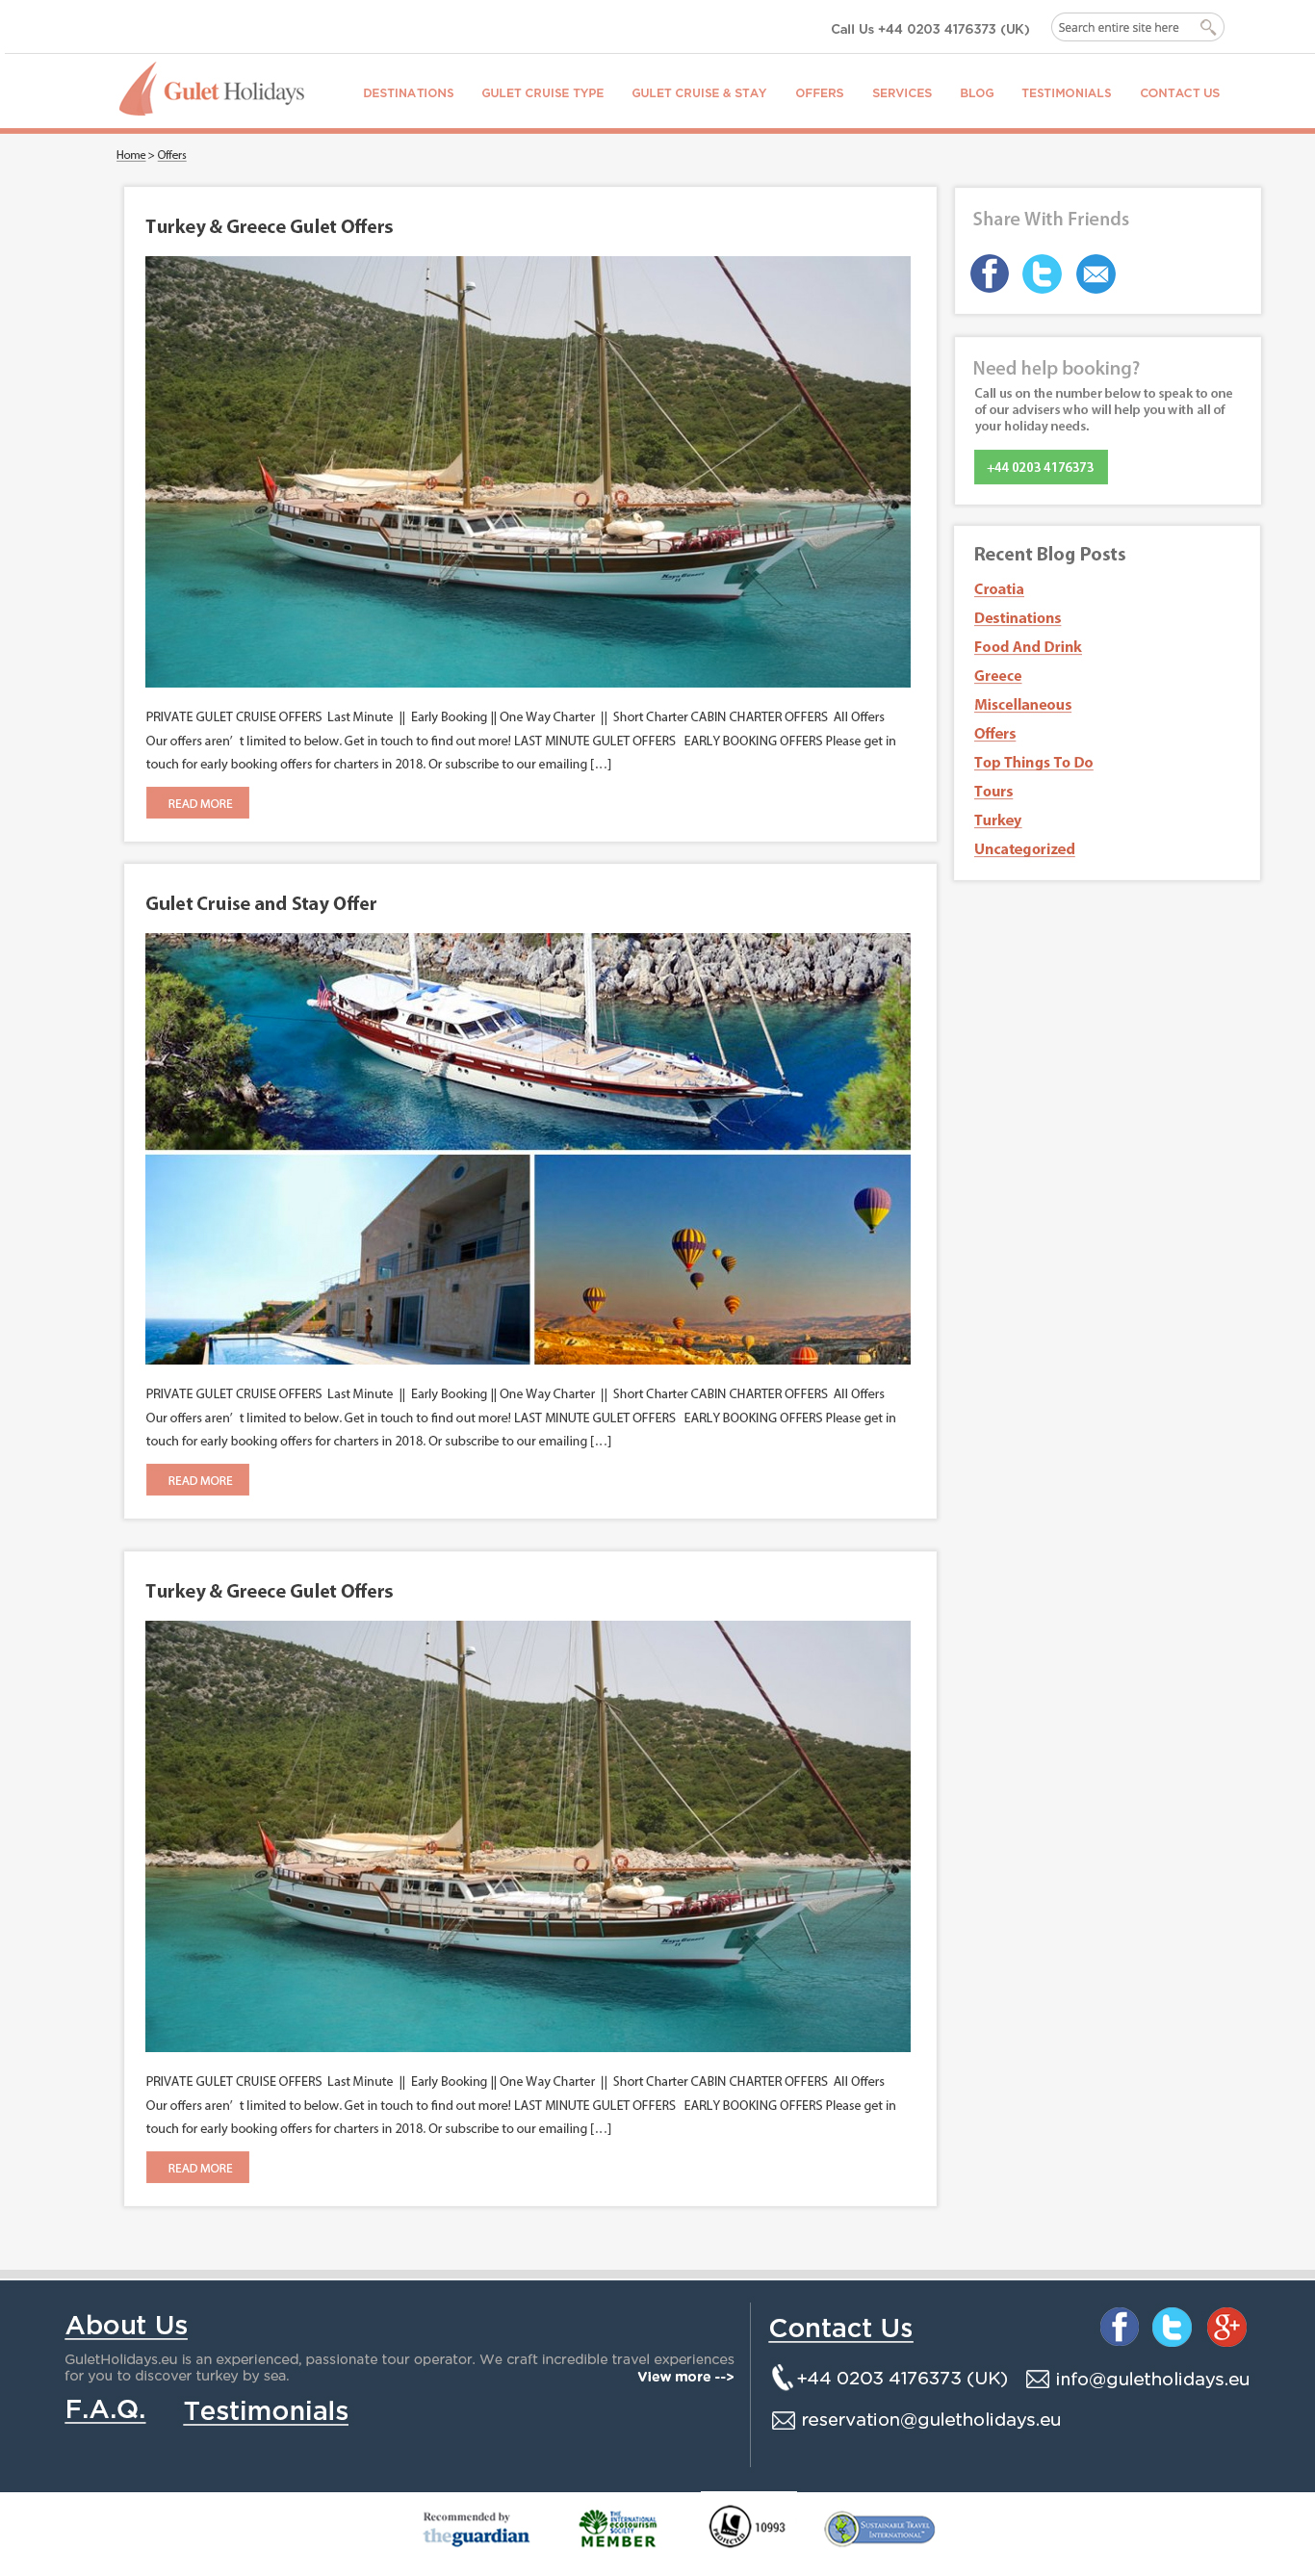 Call Us +44 0203 4176373 (UK)
Search entire site here
Gulet Holidays
DESTINATIONS GULET CRUISE TYPE GULET CRUISE & STAY OFFERS SERVICES BLOG TESTIMONIALS CONTACT US
Home > Offers
Turkey & Greece Gulet Offers
PRIVATE GULET CRUISE OFFERS Last Minute || Early Booking || One Way Charter || Short Charter CABIN CHARTER OFFERS All Offers
Our offers aren’ t limited to below. Get in touch to find out more! LAST MINUTE GULET OFFERS EARLY BOOKING OFFERS Please get in
touch for early booking offers for charters in 2018. Or subscribe to our emailing […]
READ MORE
Gulet Cruise and Stay Offer
PRIVATE GULET CRUISE OFFERS Last Minute || Early Booking || One Way Charter || Short Charter CABIN CHARTER OFFERS All Offers
Our offers aren’ t limited to below. Get in touch to find out more! LAST MINUTE GULET OFFERS EARLY BOOKING OFFERS Please get in
touch for early booking offers for charters in 2018. Or subscribe to our emailing […]
READ MORE
Turkey & Greece Gulet Offers
PRIVATE GULET CRUISE OFFERS Last Minute || Early Booking || One Way Charter || Short Charter CABIN CHARTER OFFERS All Offers
Our offers aren’ t limited to below. Get in touch to find out more! LAST MINUTE GULET OFFERS EARLY BOOKING OFFERS Please get in
touch for early booking offers for charters in 2018. Or subscribe to our emailing […]
READ MORE
Share With Friends
Need help booking?
Call us on the number below to speak to one
of our advisers who will help you with all of
your holiday needs.
+44 0203 4176373
Recent Blog Posts
Croatia
Destinations
Food And Drink
Greece
Miscellaneous
Offers
Top Things To Do
Tours
Turkey
Uncategorized
About Us
GuletHolidays.eu is an experienced, passionate tour operator. We craft incredible travel experiences
for you to discover turkey by sea.
View more -->
F.A.Q. Testimonials
Contact Us
+44 0203 4176373 (UK) info@guletholidays.eu
reservation@guletholidays.eu
Recommended by
theguardian
THE INTERNATIONAL
ECOTOURISM
SOCIETY
MEMBER
PROTECTED
10993
SUSTAINABLE TRAVEL
INTERNATIONAL™